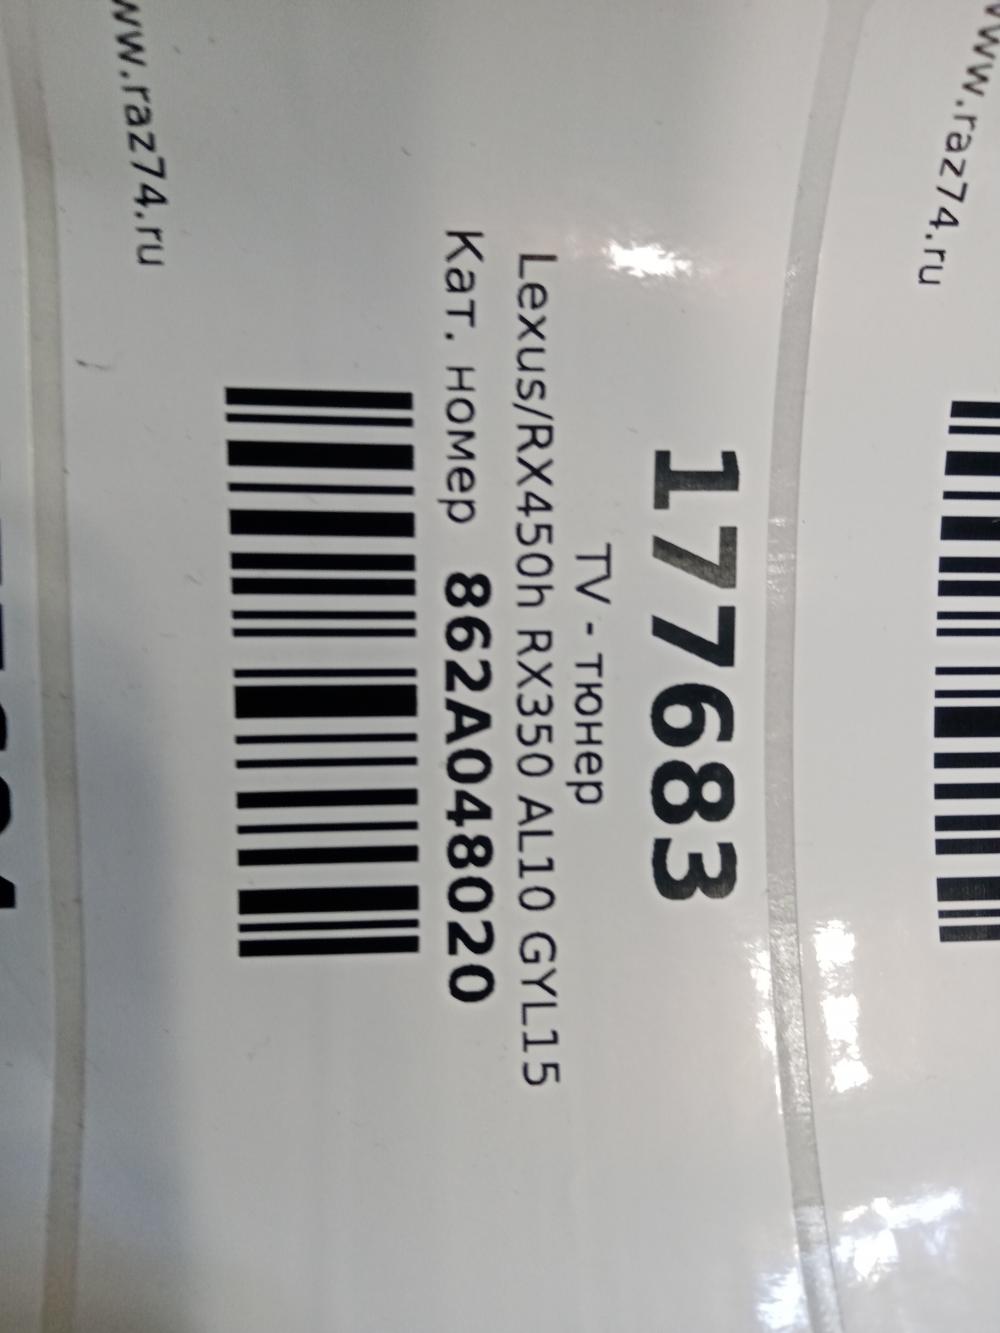 www.raz74.ru
177683
TV - тюнер
Lexus/RX450h RX350 AL10 GYL15
Кат. номер 862A048020
www.raz74.ru